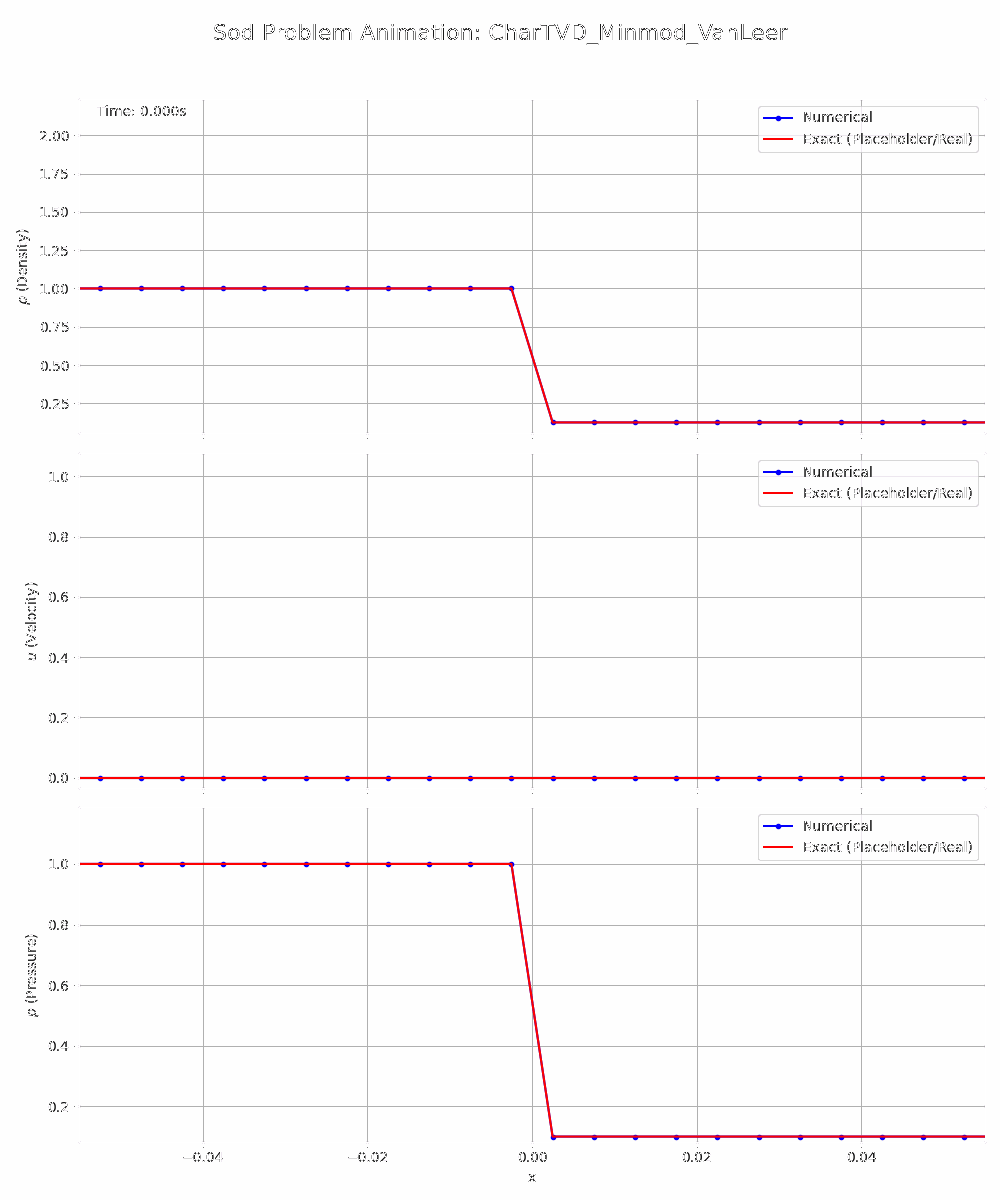 Sod Problem Animation: CharTVD_Minmod_VanLeer
Time: 0.000s
Numerical
Exact (Placeholder/Real)
2.00
1.75
1.50
1.25
1.00
0.75
0.50
0.25
ρ (Density)
Numerical
Exact (Placeholder/Real)
1.0
0.8
0.6
0.4
0.2
0.0
u (Velocity)
Numerical
Exact (Placeholder/Real)
1.0
0.8
0.6
0.4
0.2
p (Pressure)
−0.04 −0.02 0.00 0.02 0.04
x